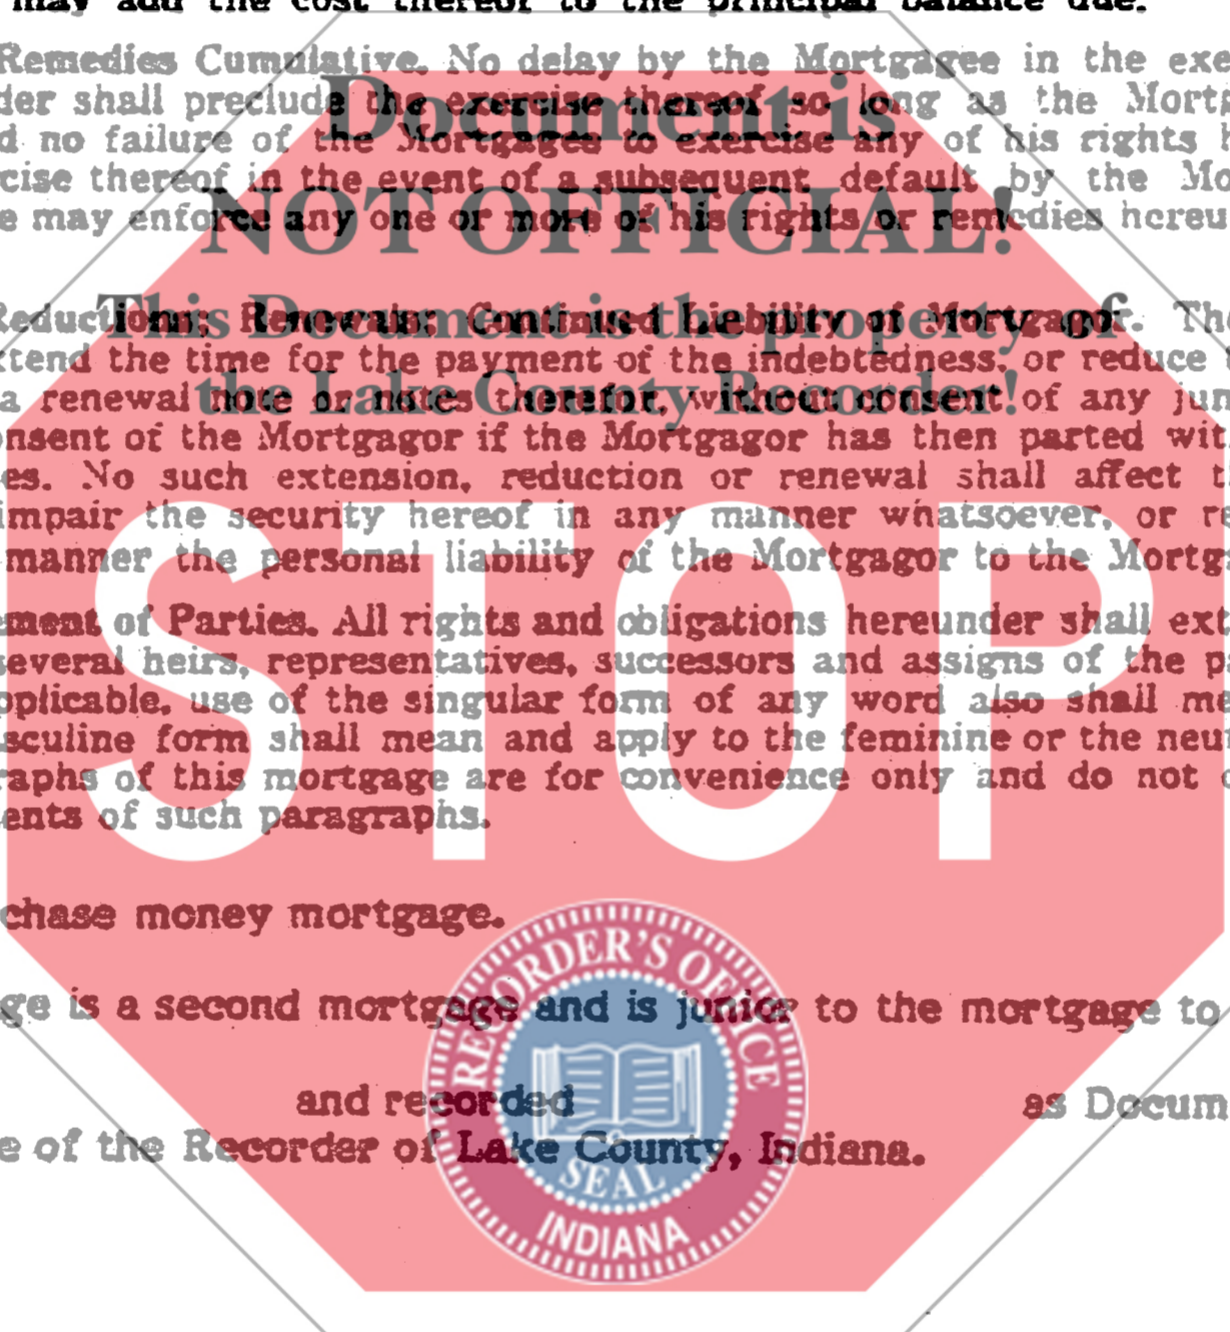 may add the cost thereof to the principal balance due.
Remedies Cumulative. No delay by the Mortgagee in the exe
der shall preclude the exercise thereof so long as the Mort
d no failure of the Mortgagee to exercise any of his rights h
cise thereof in the event of a subsequent default by the Mo
e may enforce any one or more of his rights or remedies hereu
Document is
NOT OFFICIAL!
This Document is the property of
the Lake County Recorder!
Reductions; Renewals; Continued Liability of Mortgagor. Th
xtend the time for the payment of the indebtedness, or reduce
a renewal note or notes therefor, without consent of any jun
onsent of the Mortgagor if the Mortgagor has then parted wit
es. No such extension, reduction or renewal shall affect t
impair the security hereof in any manner whatsoever, or r
manner the personal liability of the Mortgagor to the Mortg
STOP
ement of Parties. All rights and obligations hereunder shall ext
several heirs, representatives, successors and assigns of the p
pplicable, use of the singular form of any word also shall me
sculine form shall mean and apply to the feminine or the neut
raphs of this mortgage are for convenience only and do not
ents of such paragraphs.
chase money mortgage.
ge is a second mortgage and is junior to the mortgage to
and recorded as Docum
e of the Recorder of Lake County, Indiana.
RECORDER'S OFFICE
SEAL
INDIANA